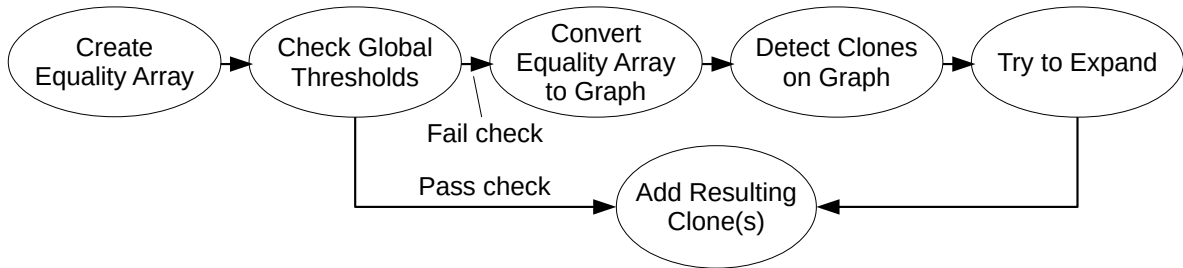 Create
Equality Array
Check Global
Thresholds
Convert
Equality Array
to Graph
Detect Clones
on Graph
Try to Expand
Fail check
Pass check
Add Resulting
Clone(s)